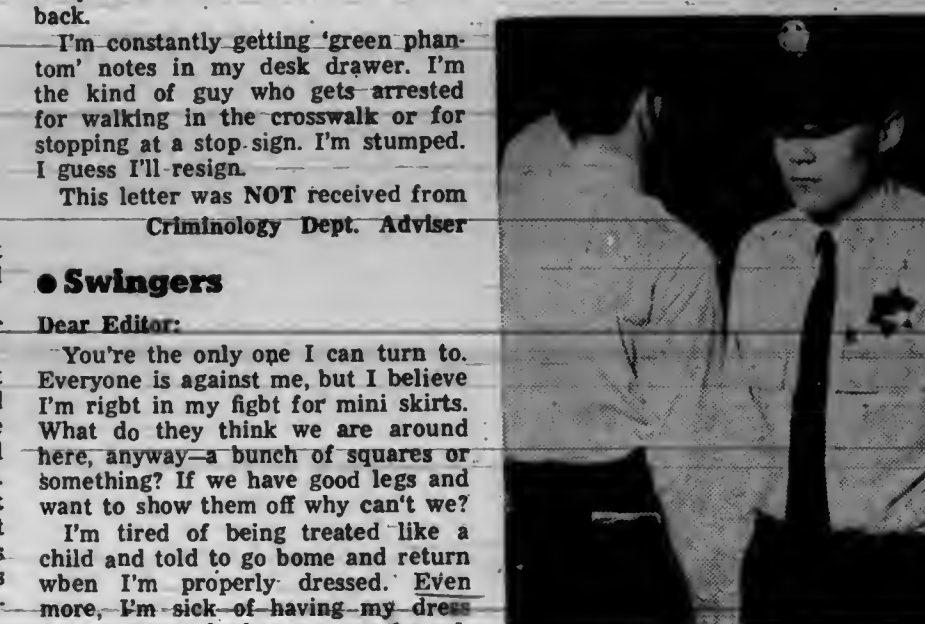 back.
I'm constantly getting 'green phan-
tom' notes in my desk drawer. I'm
the kind of guy who gets arrested
for walking in the crosswalk or for
stopping at a stop sign. I'm stumped.
I guess I'll resign.
This letter was NOT received from
Criminology Dept. Adviser
● Swingers
Dear Editor:
You're the only one I can turn to.
Everyone is against me, but I believe
I'm rigbt in my figbt for mini skirts.
What do they think we are around
here, anyway—a bunch of squares or
something? If we have good legs and
want to show them off why can't we?
I'm tired of being treated like a
child and told to go bome and return
wben I'm properly dressed. Even
more, I'm sick of having my dress